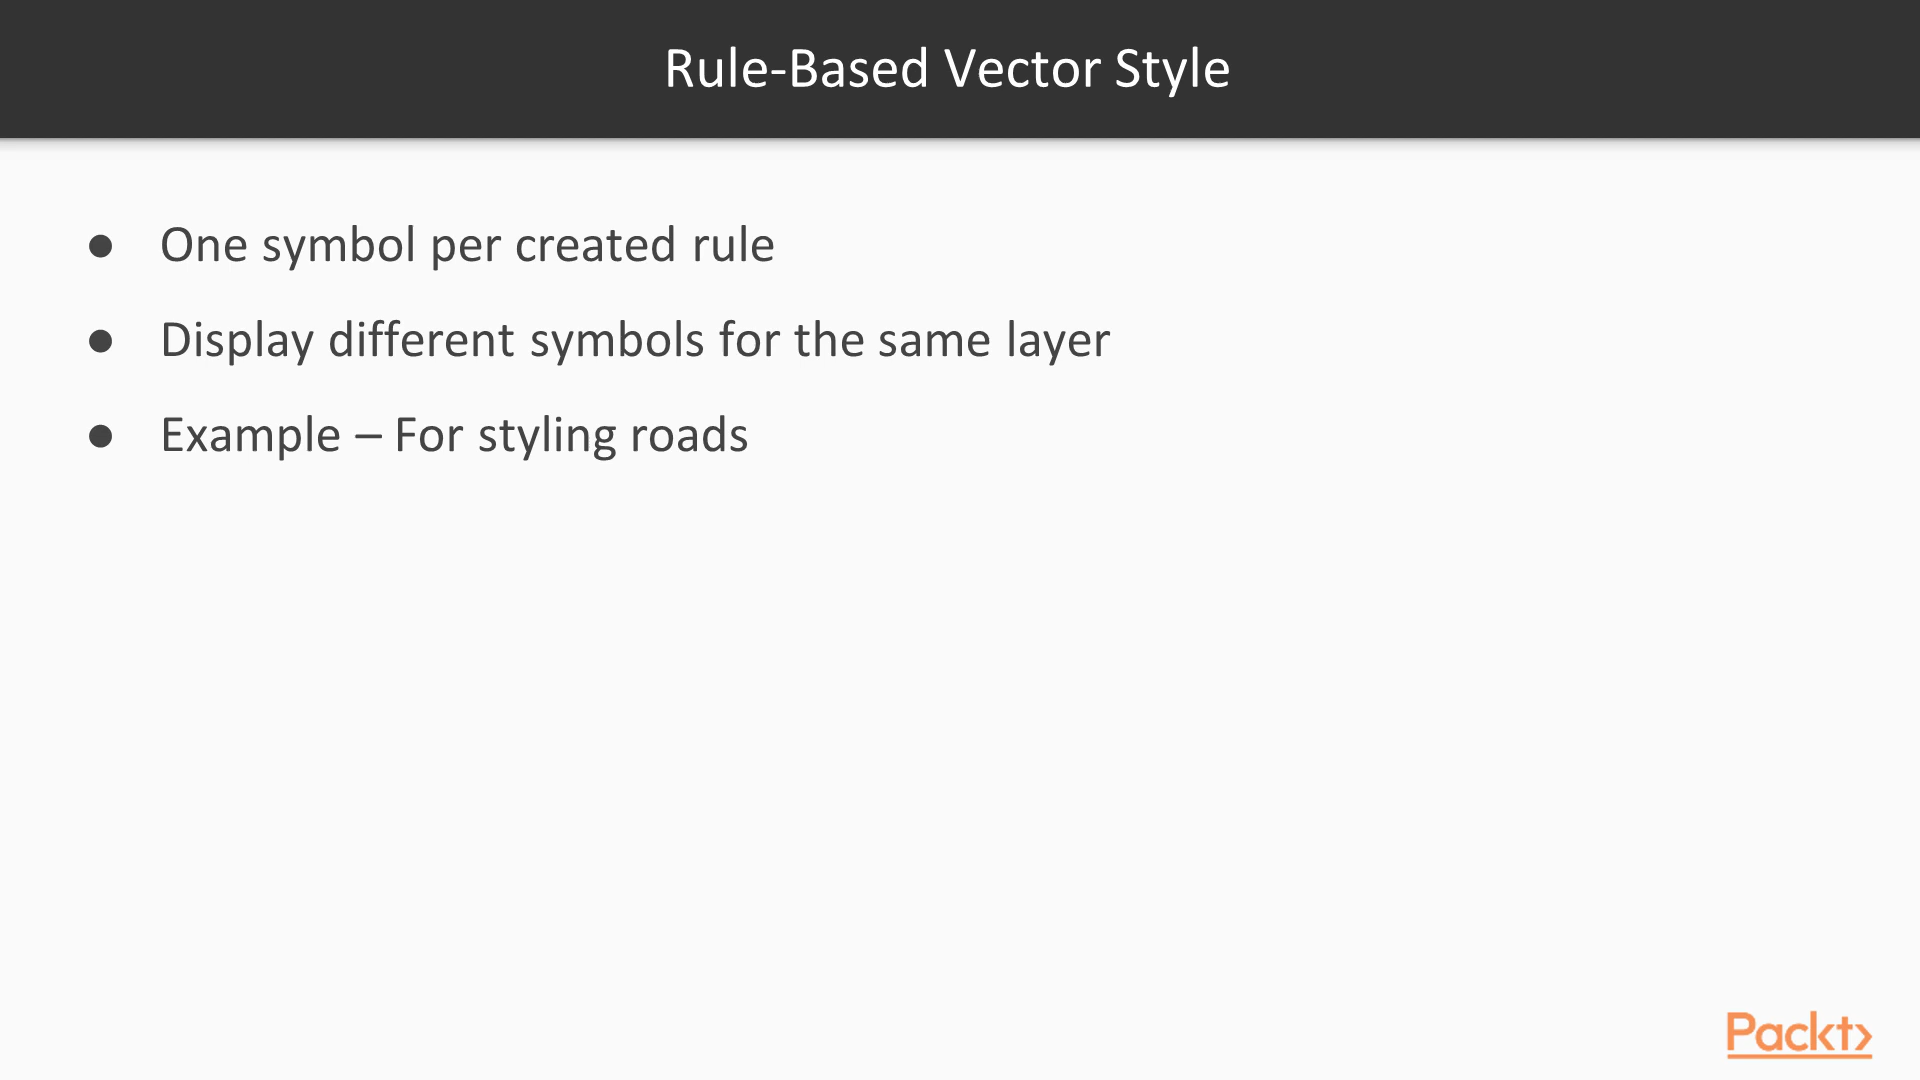 Rule-Based Vector Style
● One symbol per created rule
● Display different symbols for the same layer
● Example – For styling roads
Packt>